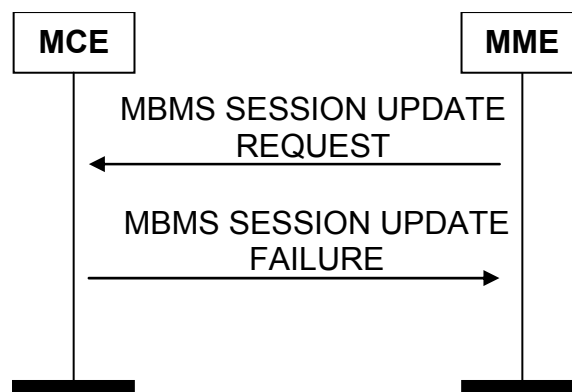 MCE
MME
MBMS SESSION UPDATE
REQUEST
MBMS SESSION UPDATE
FAILURE